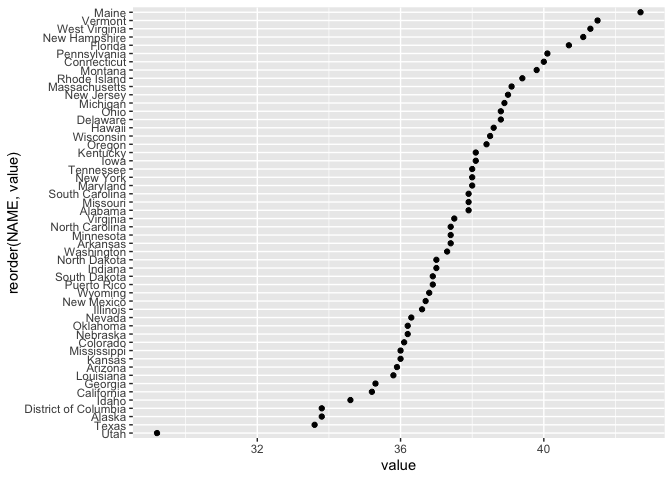 Maine
Vermont
West Virginia
New Hampshire
Florida
Pennsylvania
Connecticut
Montana
Rhode Island
Massachusetts
New Jersey
Michigan
Ohio
Delaware
Hawaii
Wisconsin
Oregon
Kentucky
Iowa
Tennessee
New York
Maryland
South Carolina
Missouri
Alabama
Virginia
North Carolina
Minnesota
Arkansas
Washington
North Dakota
Indiana
South Dakota
Puerto Rico
Wyoming
New Mexico
Illinois
Nevada
Oklahoma
Nebraska
Colorado
Mississippi
Kansas
Arizona
Louisiana
Georgia
California
Idaho
District of Columbia
Alaska
Texas
Utah
reorder(NAME, value)
32 36 40
value